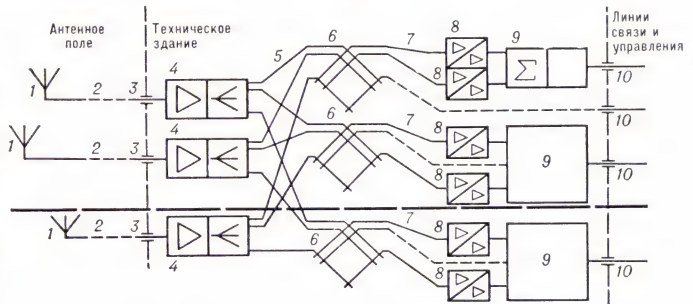 Антенное поле
Техническое здание
Линии связи и управления
4 5 6 7 8 9
1 2 3 8 Σ 10
4 6 7 8 10
1 2 3 8 9 10
1 2 3 6 7 8 9 10
4 8